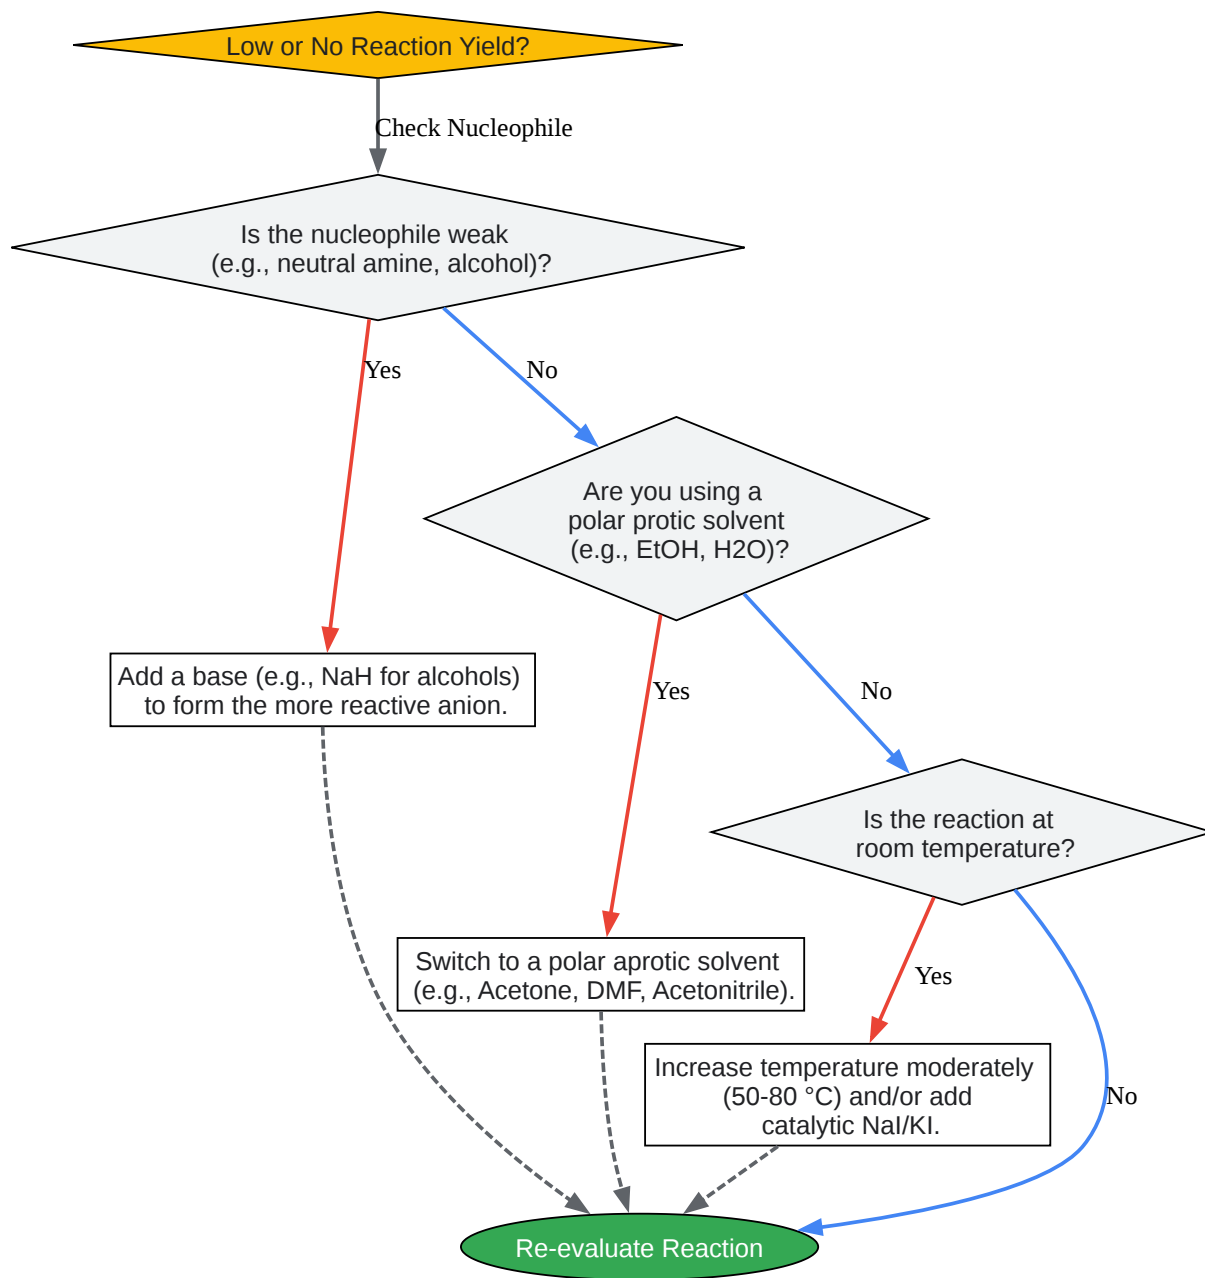 Low or No Reaction Yield?
Check Nucleophile
Is the nucleophile weak
(e.g., neutral amine, alcohol)?
Yes
No
Are you using a
polar protic solvent
(e.g., EtOH, H2O)?
Add a base (e.g., NaH for alcohols)
to form the more reactive anion.
Yes
No
Is the reaction at
room temperature?
Switch to a polar aprotic solvent
(e.g., Acetone, DMF, Acetonitrile).
Yes
Increase temperature moderately
(50-80 °C) and/or add
catalytic NaI/KI.
No
Re-evaluate Reaction